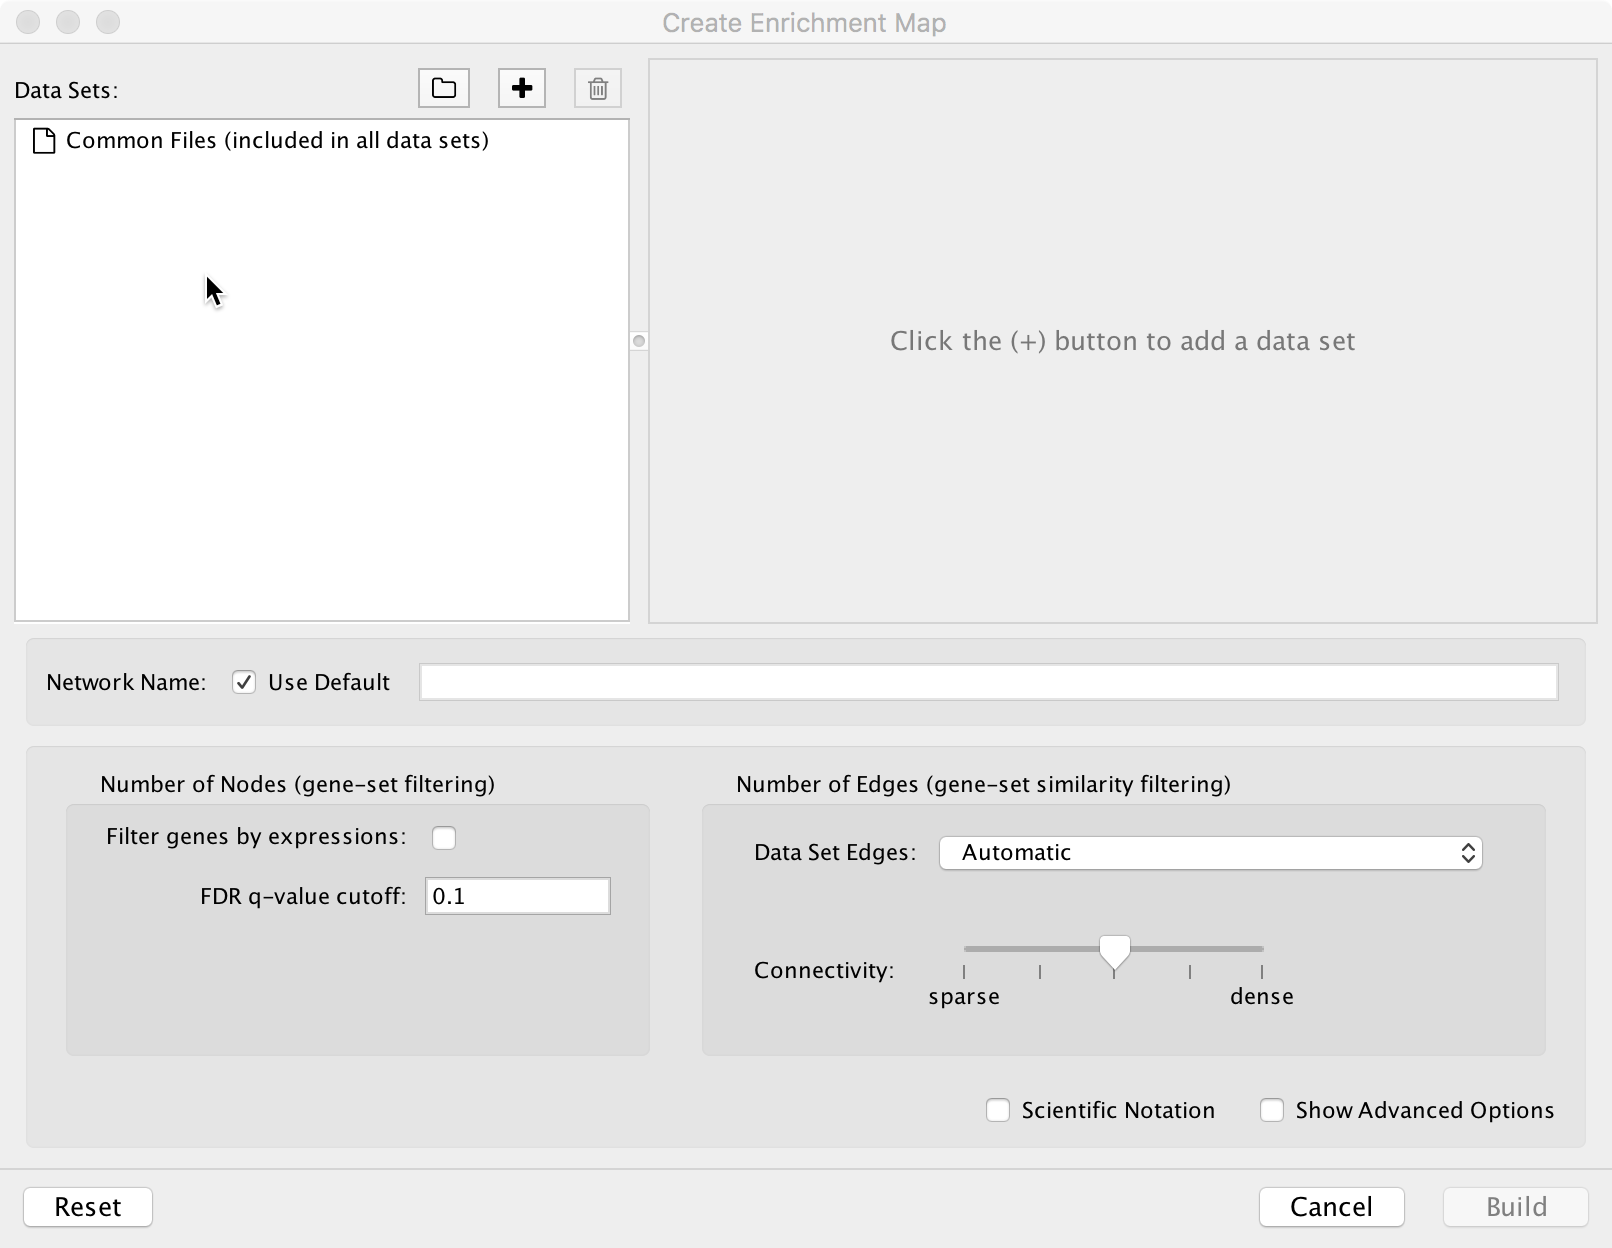 Create Enrichment Map
Data Sets:
Common Files (included in all data sets)
Click the (+) button to add a data set
Network Name:
Use Default
Number of Nodes (gene-set filtering)
Filter genes by expressions:
FDR q-value cutoff: 0.1
Number of Edges (gene-set similarity filtering)
Data Set Edges: Automatic
Connectivity:
sparse dense
Scientific Notation
Show Advanced Options
Reset
Cancel
Build